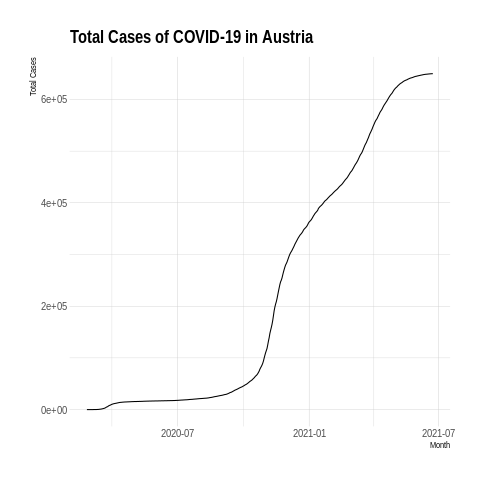 Total Cases of COVID-19 in Austria
Total Cases
6e+05
4e+05
2e+05
0e+00
2020-07
2021-01
2021-07
Month